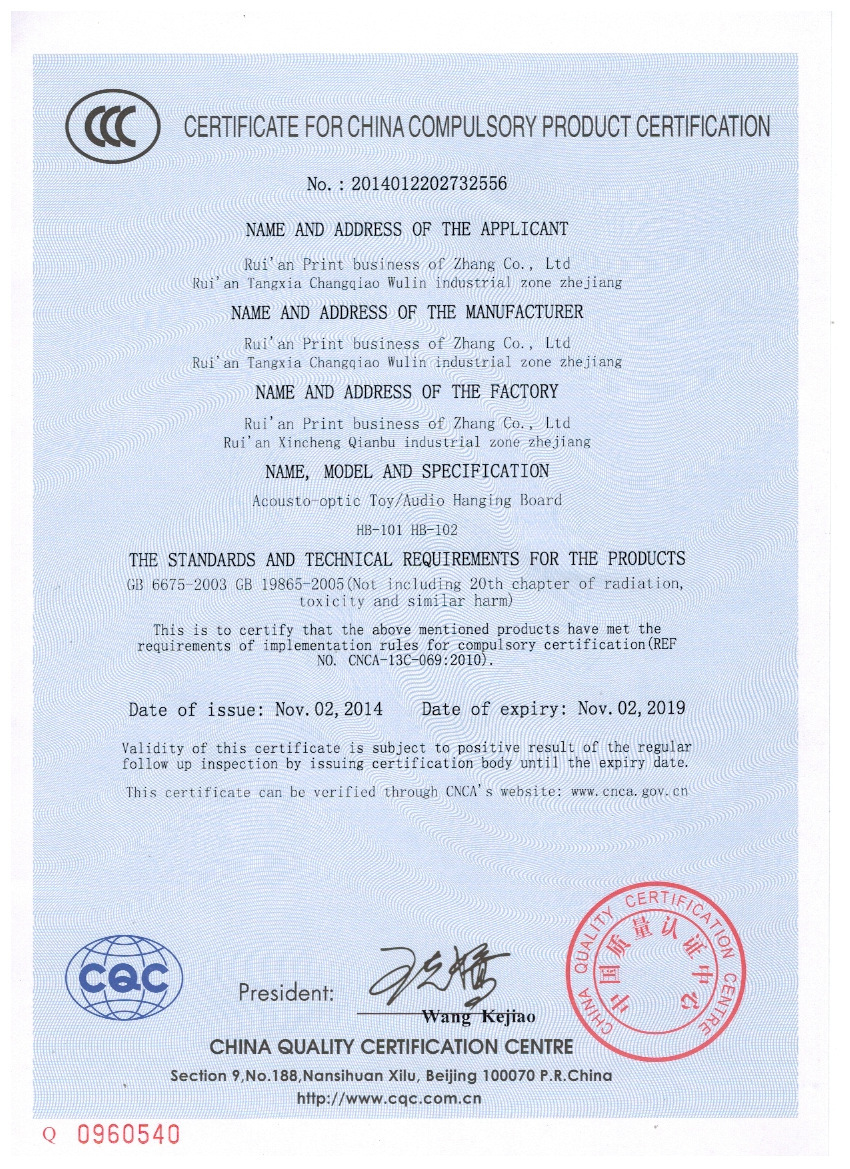 CCC
CERTIFICATE FOR CHINA COMPULSORY PRODUCT CERTIFICATION
No.: 2014012202732556
NAME AND ADDRESS OF THE APPLICANT
Rui'an Print business of Zhang Co., Ltd
Rui'an Tangxia Changqiao Wulin industrial zone zhejiang
NAME AND ADDRESS OF THE MANUFACTURER
Rui'an Print business of Zhang Co., Ltd
Rui'an Tangxia Changqiao Wulin industrial zone zhejiang
NAME AND ADDRESS OF THE FACTORY
Rui'an Print business of Zhang Co., Ltd
Rui'an Xincheng Qianbu industrial zone zhejiang
NAME, MODEL AND SPECIFICATION
Acousto-optic Toy/Audio Hanging Board
HB-101 HB-102
THE STANDARDS AND TECHNICAL REQUIREMENTS FOR THE PRODUCTS
GB 6675-2003 GB 19865-2005(Not including 20th chapter of radiation,
toxicity and similar harm)
This is to certify that the above mentioned products have met the
requirements of implementation rules for compulsory certification(REF
NO. CNCA-13C-069:2010).
Date of issue: Nov.02,2014 Date of expiry: Nov.02,2019
Validity of this certificate is subject to positive result of the regular
follow up inspection by issuing certification body until the expiry date.
This certificate can be verified through CNCA's website: www.cnca.gov.cn
CHINA QUALITY CERTIFICATION CENTRE
中国质量认证中心
CQC
President:
Wang Kejiao
CHINA QUALITY CERTIFICATION CENTRE
Section 9,No.188,Nansihuan Xilu, Beijing 100070 P.R.China
http://www.cqc.com.cn
Q 0960540